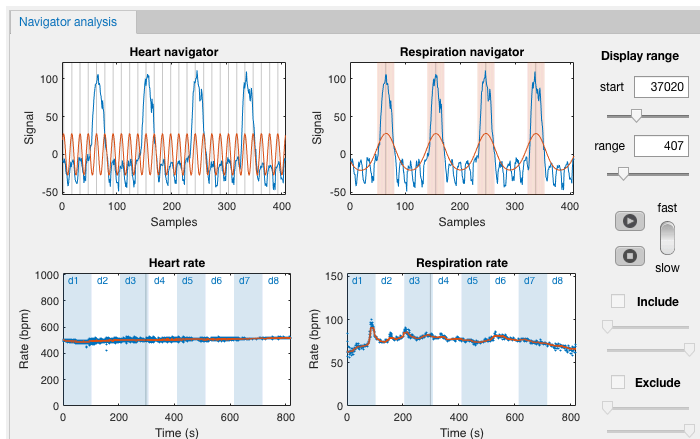 Navigator analysis
Heart navigator
Signal
100
50
0
-50
0
100
200
300
400
Samples
Respiration navigator
Signal
100
50
0
-50
0
100
200
300
400
Samples
Display range
start
37020
range
407
fast
slow
Heart rate
Rate (bpm)
1000
800
600
400
200
0
d1 d2 d3 d4 d5 d6 d7 d8
0
200
400
600
800
Time (s)
Respiration rate
Rate (bpm)
150
100
50
0
d1 d2 d3 d4 d5 d6 d7 d8
0
200
400
600
800
Time (s)
Include
Exclude